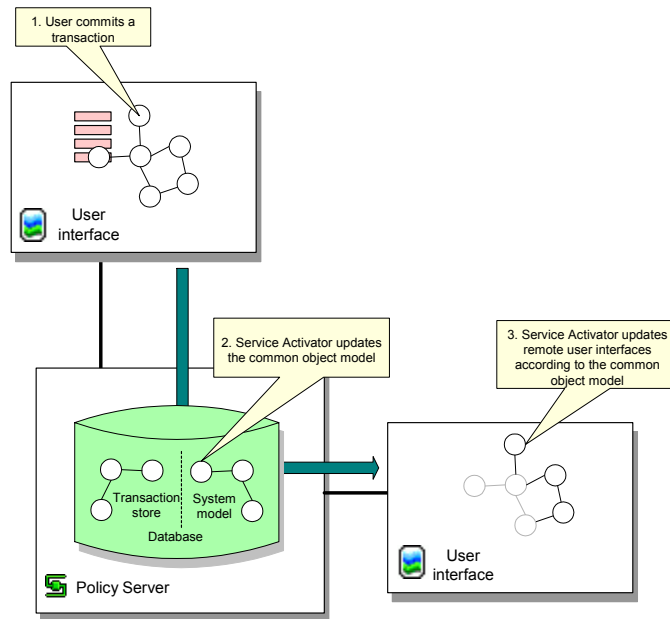 1. User commits a
transaction
User
interface
2. Service Activator updates
the common object model
3. Service Activator updates
remote user interfaces
according to the common
object model
Transaction
store
System
model
Database
Policy Server
User
interface